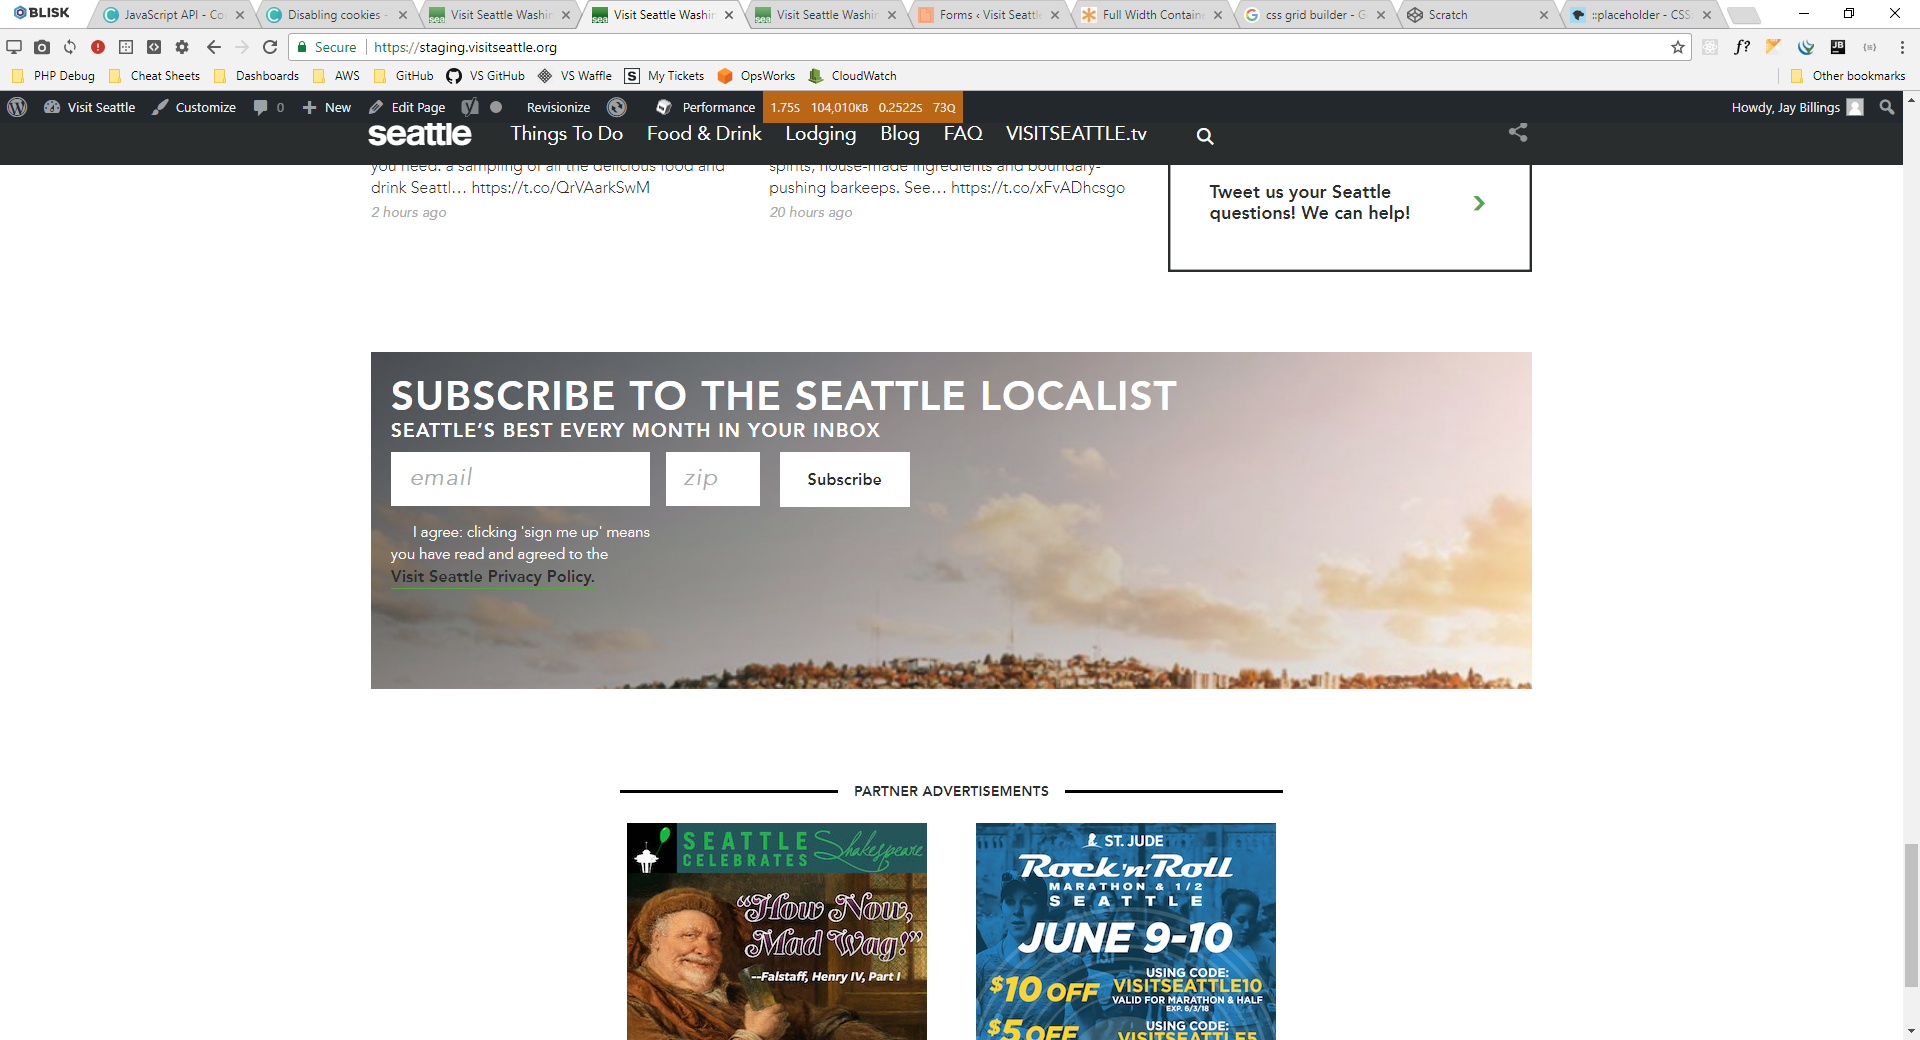 BLISK
JavaScript API - Co
Disabling cookies -
Visit Seattle Washin
Visit Seattle Washin
Visit Seattle Washin
Forms ‹ Visit Seattl
Full Width Containe
css grid builder - G
Scratch
::placeholder - CSS
Secure
https://staging.visitseattle.org
f?
JB
PHP Debug
Cheat Sheets
Dashboards
AWS
GitHub
VS GitHub
VS Waffle
S
My Tickets
OpsWorks
CloudWatch
Other bookmarks
Visit Seattle
Customize
0
New
Edit Page
Revisionize
Performance
1.75S 104,010KB 0.2522S 73Q
Howdy, Jay Billings
seattle
Things To Do
Food & Drink
Lodging
Blog
FAQ
VISITSEATTLE.tv
you need: a sampling of all the delicious food and
drink Seattl… https://t.co/QrVAarkSwM
2 hours ago
spirits, house-made ingredients and boundary-
pushing barkeeps. See… https://t.co/xFvADhcsgo
20 hours ago
Tweet us your Seattle
questions! We can help!
SUBSCRIBE TO THE SEATTLE LOCALIST
SEATTLE’S BEST EVERY MONTH IN YOUR INBOX
email
zip
Subscribe
I agree: clicking 'sign me up' means
you have read and agreed to the
Visit Seattle Privacy Policy.
PARTNER ADVERTISEMENTS
SEATTLE
CELEBRATES
Shakespeare
“How Now,
Mad Wag!”
--Falstaff, Henry IV, Part I
ST. JUDE
Rock 'n' Roll
MARATHON & 1/2
SEATTLE
JUNE 9-10
$10 OFF
USING CODE:
VISITSEATTLE10
VALID FOR MARATHON & HALF
EXP. 6/3/18
$5 OFF
USING CODE:
VISITSEATTLE5